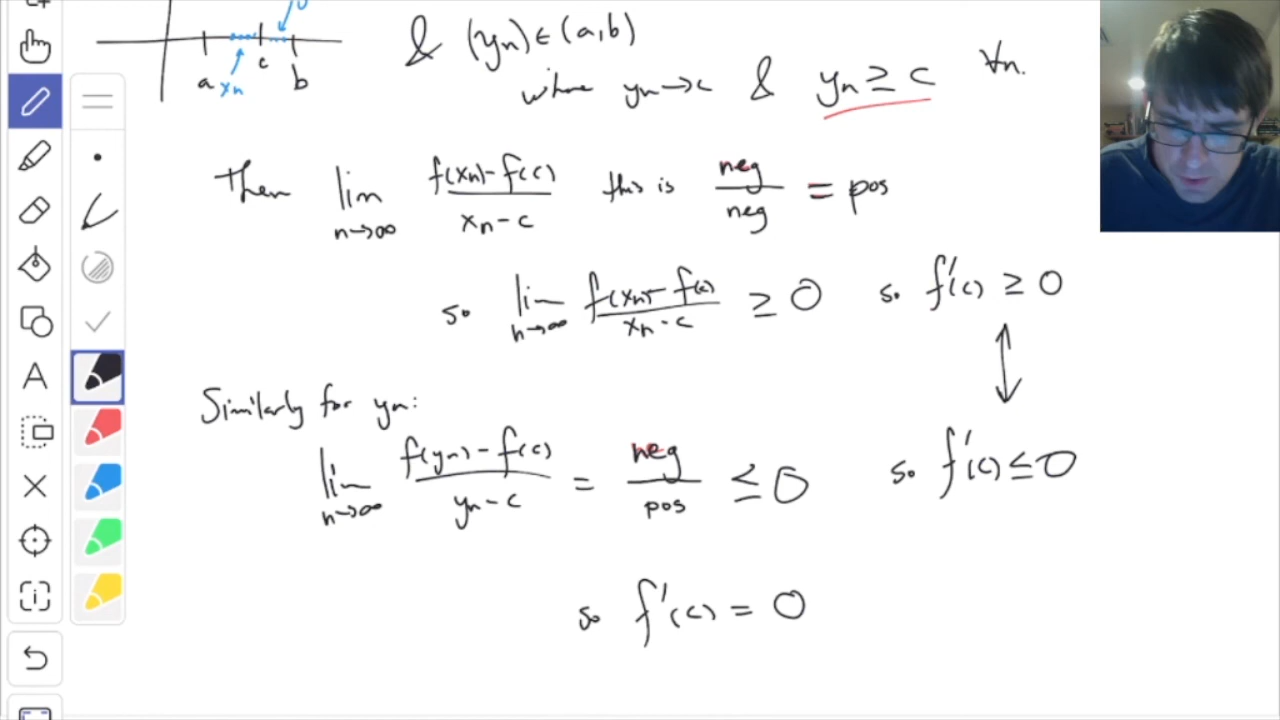 & (yn) ∈ (a,b)
a xn c b
where yn → c & yn ≥ c ∀n.
Then lim n→∞ f(xn) - f(c) / xn - c this is neg / neg = pos
so lim n→∞ f(xn) - f(c) / xn - c ≥ 0 so f'(c) ≥ 0
Similarly for yn:
lim n→∞ f(yn) - f(c) / yn - c = neg / pos ≤ 0 so f'(c) ≤ 0
so f'(c) = 0
A